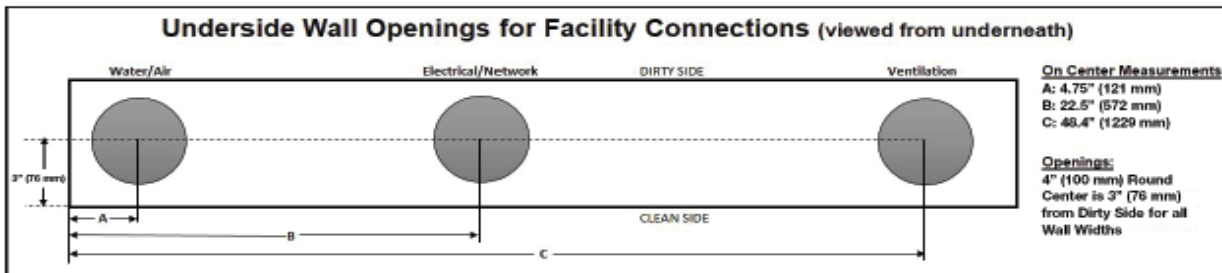 Underside Wall Openings for Facility Connections (viewed from underneath)
Water/Air
Electrical/Network
DIRTY SIDE
Ventilation
3" (76 mm)
A
CLEAN SIDE
B
C
On Center Measurements
A: 4.75" (121 mm)
B: 22.5" (572 mm)
C: 48.4" (1229 mm)
Openings:
4" (100 mm) Round
Center is 3" (76 mm)
from Dirty Side for all
Wall Widths